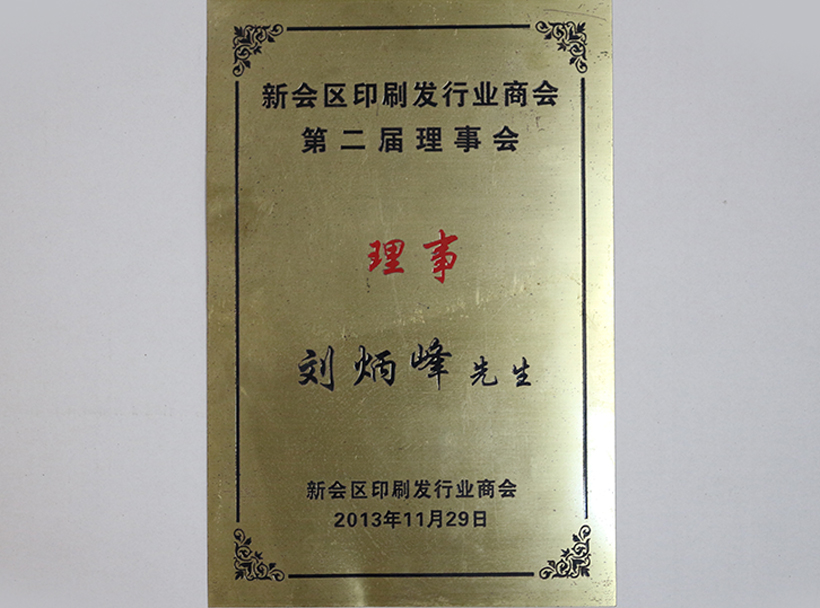 新会区印刷发行业商会
第二届理事会
理事
刘炳峰先生
新会区印刷发行业商会
2013年11月29日